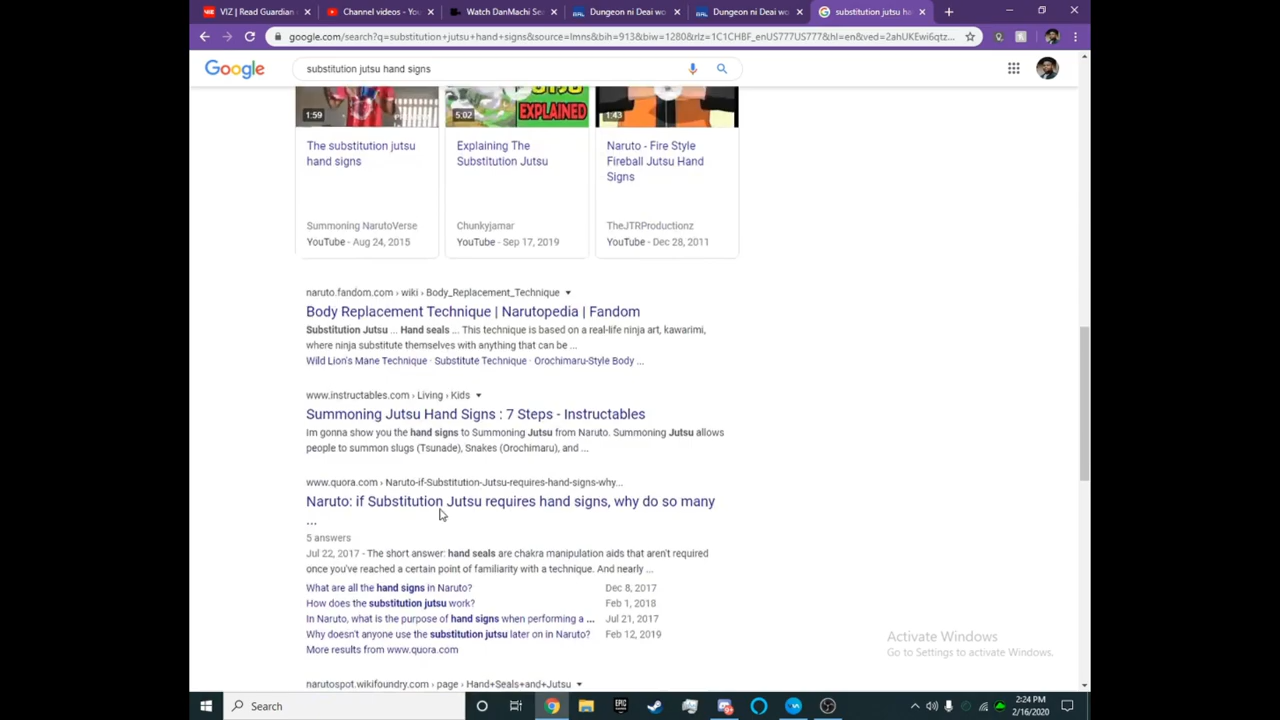 VIZ | Read Guardian
Channel videos - You
Watch DanMachi Se
Dungeon ni Deai wo
Dungeon ni Deai wo
substitution jutsu ha
google.com/search?q=substitution+jutsu+hand+signs&source=lmns&bih=913&biw=1280&rlz=1C1CHBF_enUS777US777&hl=en&ved=2ahUKEwi6qtz...
Google
substitution jutsu hand signs
1:59
5:02
EXPLAINED
1:43
The substitution jutsu
hand signs
Summoning NarutoVerse
YouTube - Aug 24, 2015
Explaining The
Substitution Jutsu
Chunkyjamar
YouTube - Sep 17, 2019
Naruto - Fire Style
Fireball Jutsu Hand
Signs
TheJTRProductionz
YouTube - Dec 28, 2011
naruto.fandom.com › wiki › Body_Replacement_Technique
Body Replacement Technique | Narutopedia | Fandom
Substitution Jutsu ... Hand seals ... This technique is based on a real-life ninja art, kawarimi,
where ninja substitute themselves with anything that can be ...
Wild Lion's Mane Technique · Substitute Technique · Orochimaru-Style Body ...
www.instructables.com › Living › Kids
Summoning Jutsu Hand Signs : 7 Steps - Instructables
Im gonna show you the hand signs to Summoning Jutsu from Naruto. Summoning Jutsu allows
people to summon slugs (Tsunade), Snakes (Orochimaru), and ...
www.quora.com › Naruto-if-Substitution-Jutsu-requires-hand-signs-why...
Naruto: if Substitution Jutsu requires hand signs, why do so many
...
5 answers
Jul 22, 2017 - The short answer: hand seals are chakra manipulation aids that aren't required
once you've reached a certain point of familiarity with a technique. And nearly ...
What are all the hand signs in Naruto? Dec 8, 2017
How does the substitution jutsu work? Feb 1, 2018
In Naruto, what is the purpose of hand signs when performing a ... Jul 21, 2017
Why doesn't anyone use the substitution jutsu later on in Naruto? Feb 12, 2019
More results from www.quora.com
narutospot.wikifoundry.com › page › Hand+Seals+and+Jutsu
Activate Windows
Go to Settings to activate Windows.
Search
EPIC
2:24 PM
2/16/2020